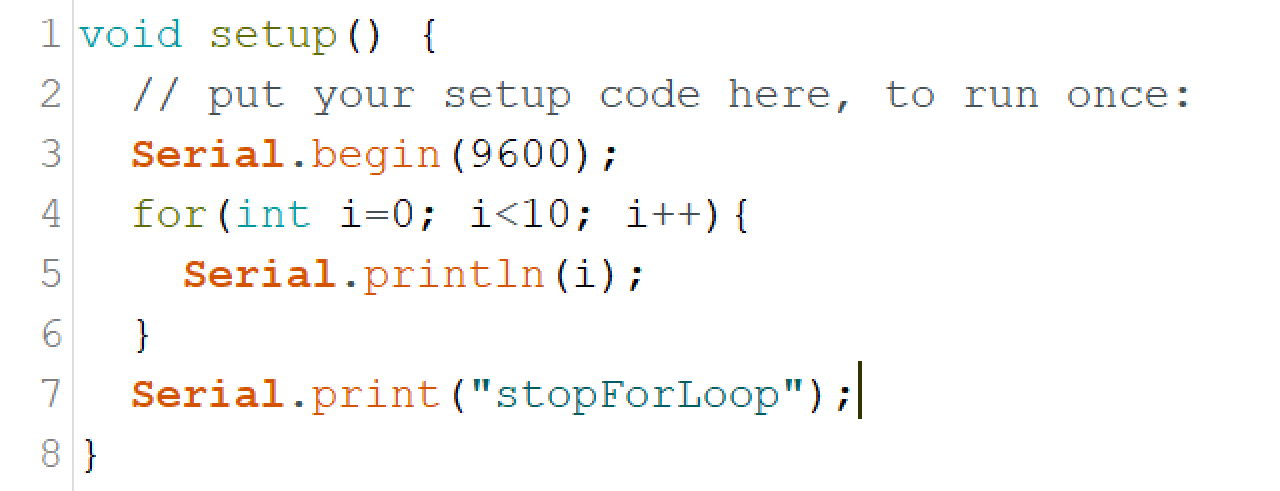 1 void setup() {
2   // put your setup code here, to run once:
3   Serial.begin(9600);
4   for(int i=0; i<10; i++){
5     Serial.println(i);
6   }
7   Serial.print("stopForLoop");
8 }